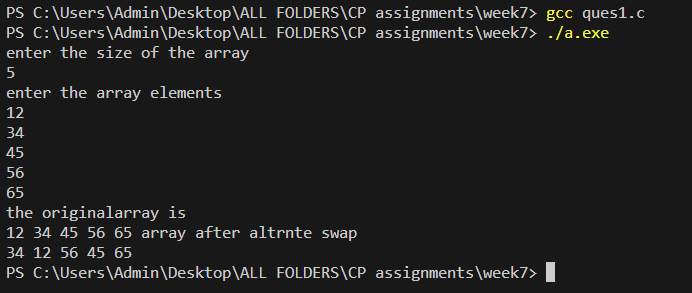 PS C:\Users\Admin\Desktop\ALL FOLDERS\CP assignments\week7> gcc ques1.c
PS C:\Users\Admin\Desktop\ALL FOLDERS\CP assignments\week7> ./a.exe
enter the size of the array
5
enter the array elements
12
34
45
56
65
the originalarray is
12 34 45 56 65 array after altrnte swap
34 12 56 45 65
PS C:\Users\Admin\Desktop\ALL FOLDERS\CP assignments\week7>